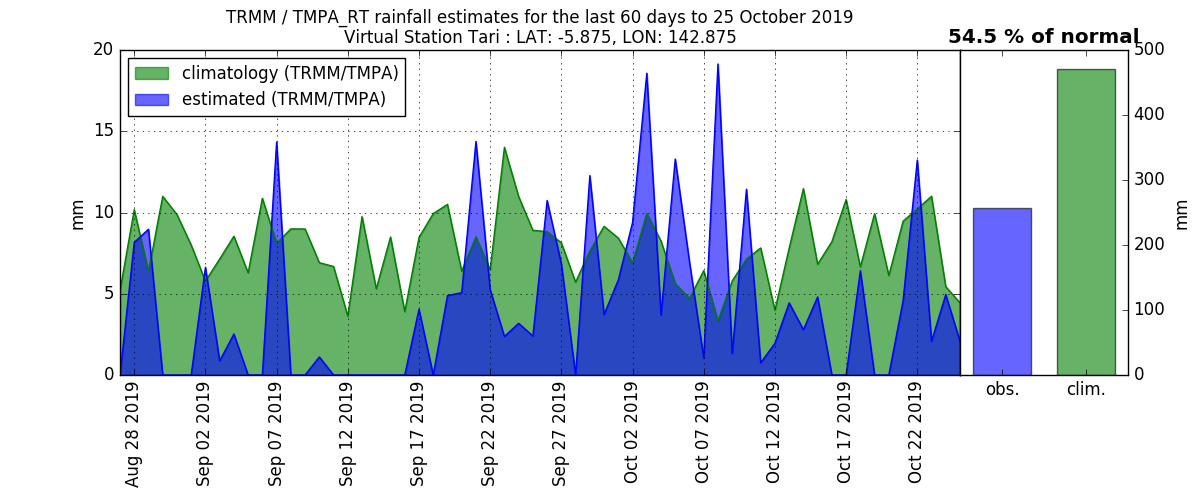 TRMM / TMPA_RT rainfall estimates for the last 60 days to 25 October 2019
Virtual Station Tari : LAT: -5.875, LON: 142.875
54.5 % of normal
climatology (TRMM/TMPA)
estimated (TRMM/TMPA)
mm
20
15
10
5
0
Aug 28 2019
Sep 02 2019
Sep 07 2019
Sep 12 2019
Sep 17 2019
Sep 22 2019
Sep 27 2019
Oct 02 2019
Oct 07 2019
Oct 12 2019
Oct 17 2019
Oct 22 2019
500
400
300
200
100
0
mm
obs.
clim.